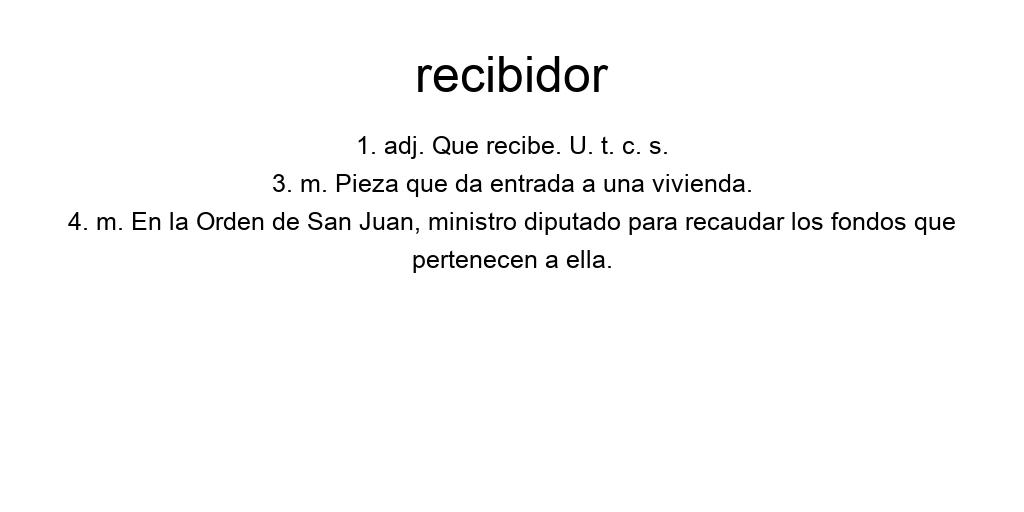 recibidor
1. adj. Que recibe. U. t. c. s.
3. m. Pieza que da entrada a una vivienda.
4. m. En la Orden de San Juan, ministro diputado para recaudar los fondos que
pertenecen a ella.